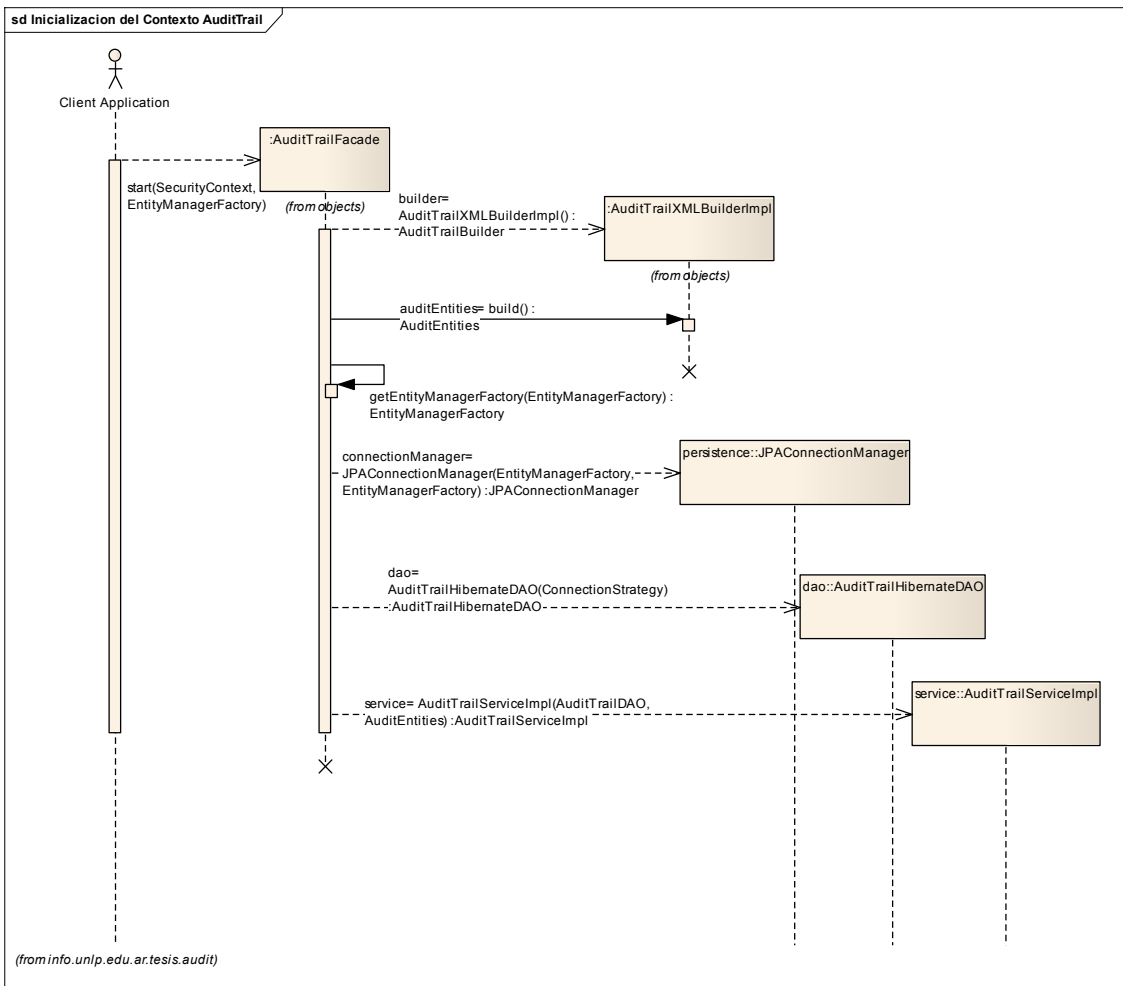 sd Inicializacion del Contexto AuditTrail
Client Application
:AuditTrailFacade
start(SecurityContext,
EntityManagerFactory)
(from objects)
builder=
AuditTrailXMLBuilderImpl() :
AuditTrailBuilder
:AuditTrailXMLBuilderImpl
(from objects)
auditEntities= build() :
AuditEntities
getEntityManagerFactory(EntityManagerFactory) :
EntityManagerFactory
connectionManager=
JPAConnectionManager(EntityManagerFactory,
EntityManagerFactory) :JPAConnectionManager
persistence::JPAConnectionManager
dao=
AuditTrailHibernateDAO(ConnectionStrategy)
:AuditTrailHibernateDAO
dao::AuditTrailHibernateDAO
service= AuditTrailServiceImpl(AuditTrailDAO,
AuditEntities) :AuditTrailServiceImpl
service::AuditTrailServiceImpl
(from info.unlp.edu.ar.tesis.audit)